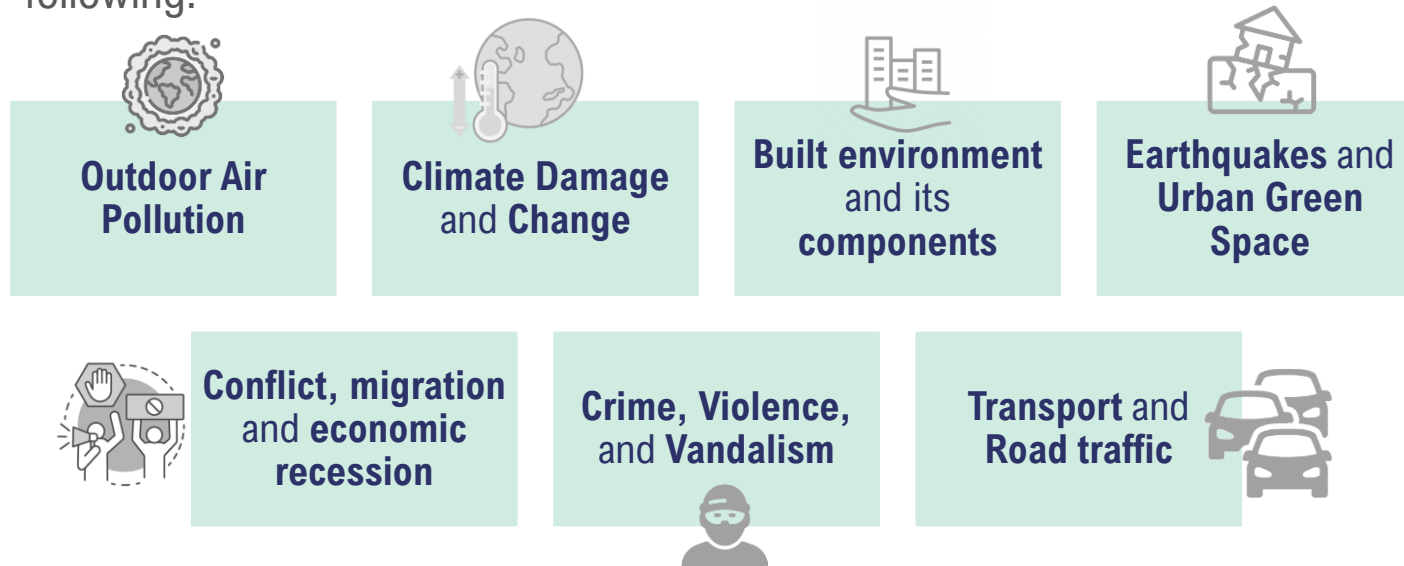 following:
Outdoor Air
Pollution
Climate Damage
and Change
Built environment
and its
components
Earthquakes and
Urban Green
Space
Conflict, migration
and economic
recession
Crime, Violence,
and Vandalism
Transport and
Road traffic